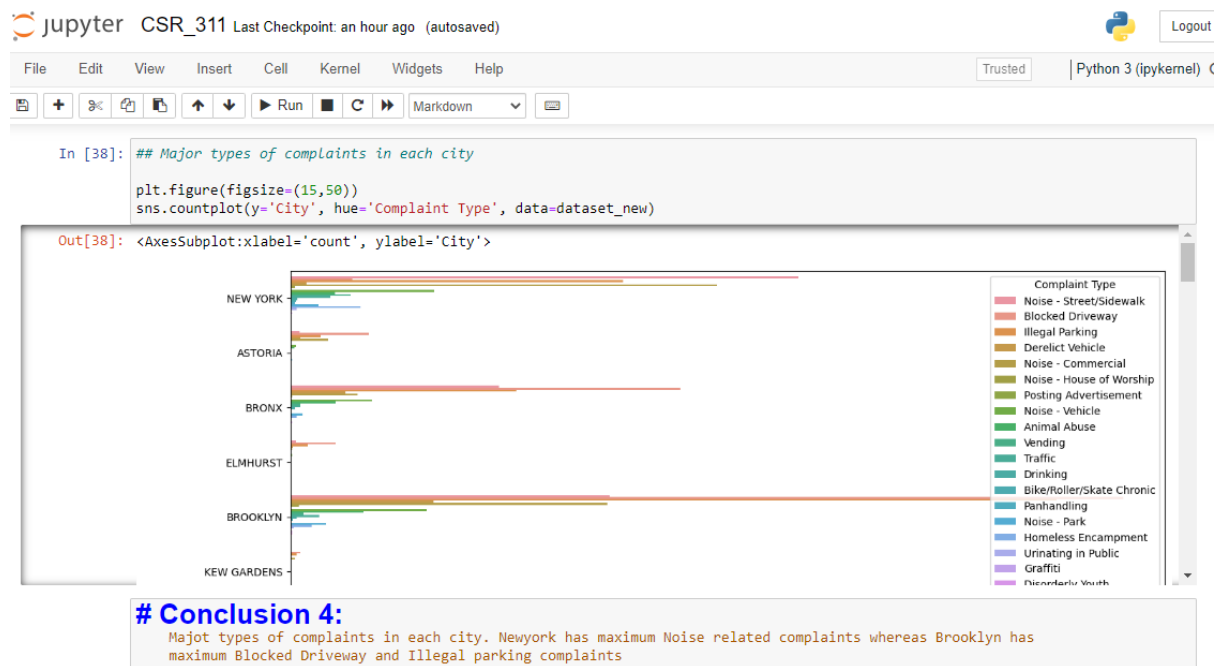 jupyter CSR_311 Last Checkpoint: an hour ago (autosaved)
Logout
File Edit View Insert Cell Kernel Widgets Help
Trusted
Python 3 (ipykernel)
Run
Markdown
In [38]: ## Major types of complaints in each city
plt.figure(figsize=(15,50))
sns.countplot(y='City', hue='Complaint Type', data=dataset_new)
Out[38]: <AxesSubplot:xlabel='count', ylabel='City'>
NEW YORK
ASTORIA
BRONX
ELMHURST
BROOKLYN
KEW GARDENS
Complaint Type
Noise - Street/Sidewalk
Blocked Driveway
Illegal Parking
Derelict Vehicle
Noise - Commercial
Noise - House of Worship
Posting Advertisement
Noise - Vehicle
Animal Abuse
Vending
Traffic
Drinking
Bike/Roller/Skate Chronic
Panhandling
Noise - Park
Homeless Encampment
Urinating in Public
Graffiti
Disorderly Youth
# Conclusion 4:
Majot types of complaints in each city. Newyork has maximum Noise related complaints whereas Brooklyn has
maximum Blocked Driveway and Illegal parking complaints